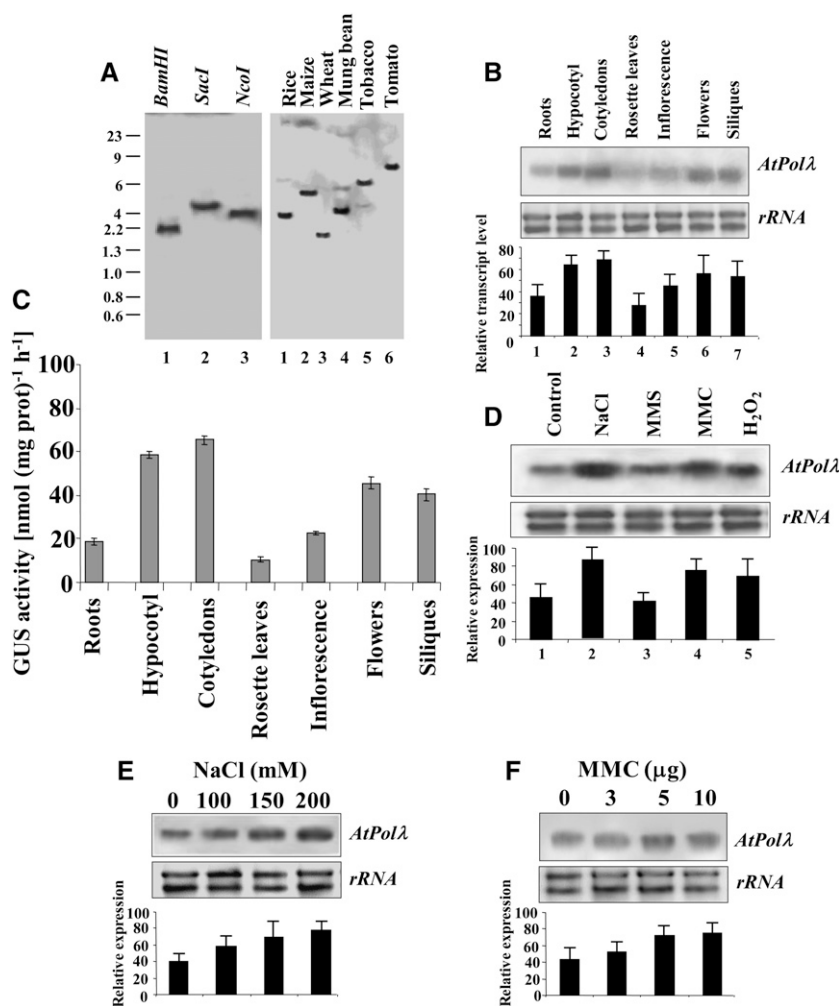 A
BamHI
SacI
NcoI
Rice
Maize
Wheat
Mung bean
Tobacco
Tomato
23
9
6
4
2.2
1.3
1.0
0.8
0.6
1 2 3 1 2 3 4 5 6
B
Roots
Hypocotyl
Cotyledons
Rosette leaves
Inflorescence
Flowers
Siliques
AtPolλ
rRNA
Relative transcript level
80
60
40
20
0
1 2 3 4 5 6 7
C
GUS activity [nmol (mg prot)⁻¹ h⁻¹]
100
80
60
40
20
0
Roots
Hypocotyl
Cotyledons
Rosette leaves
Inflorescence
Flowers
Siliques
D
Control
NaCl
MMS
MMC
H₂O₂
AtPolλ
rRNA
Relative expression
100
80
60
40
20
0
1 2 3 4 5
E
NaCl (mM)
0 100 150 200
AtPolλ
rRNA
Relative expression
100
80
60
40
20
0
F
MMC (μg)
0 3 5 10
AtPolλ
rRNA
Relative expression
100
80
60
40
20
0